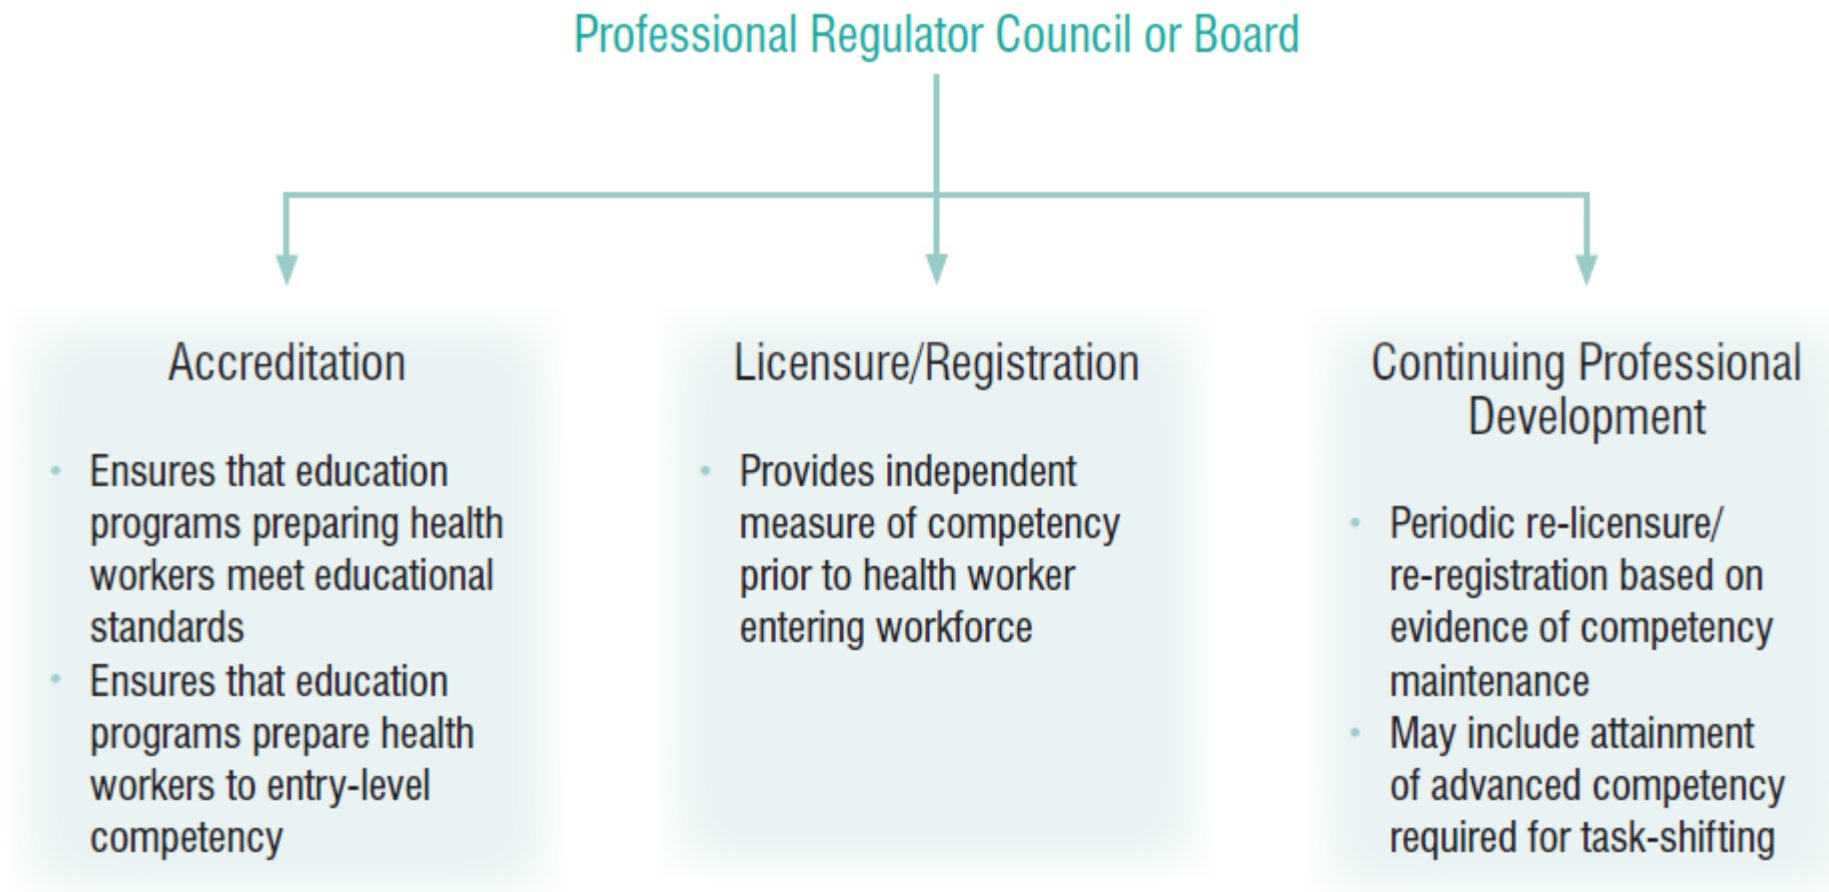 Professional Regulator Council or Board
Accreditation
• Ensures that education
programs preparing health
workers meet educational
standards
• Ensures that education
programs prepare health
workers to entry-level
competency
Licensure/Registration
• Provides independent
measure of competency
prior to health worker
entering workforce
Continuing Professional
Development
• Periodic re-licensure/
re-registration based on
evidence of competency
maintenance
• May include attainment
of advanced competency
required for task-shifting